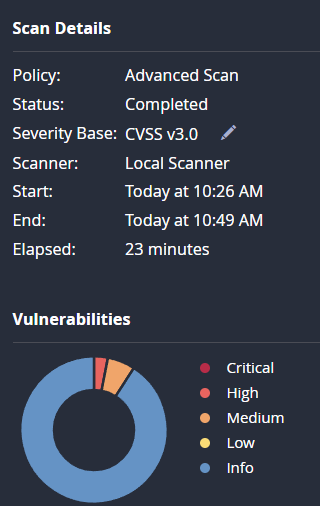 Scan Details
Policy: Advanced Scan
Status: Completed
Severity Base: CVSS v3.0
Scanner: Local Scanner
Start: Today at 10:26 AM
End: Today at 10:49 AM
Elapsed: 23 minutes
Vulnerabilities
Critical
High
Medium
Low
Info